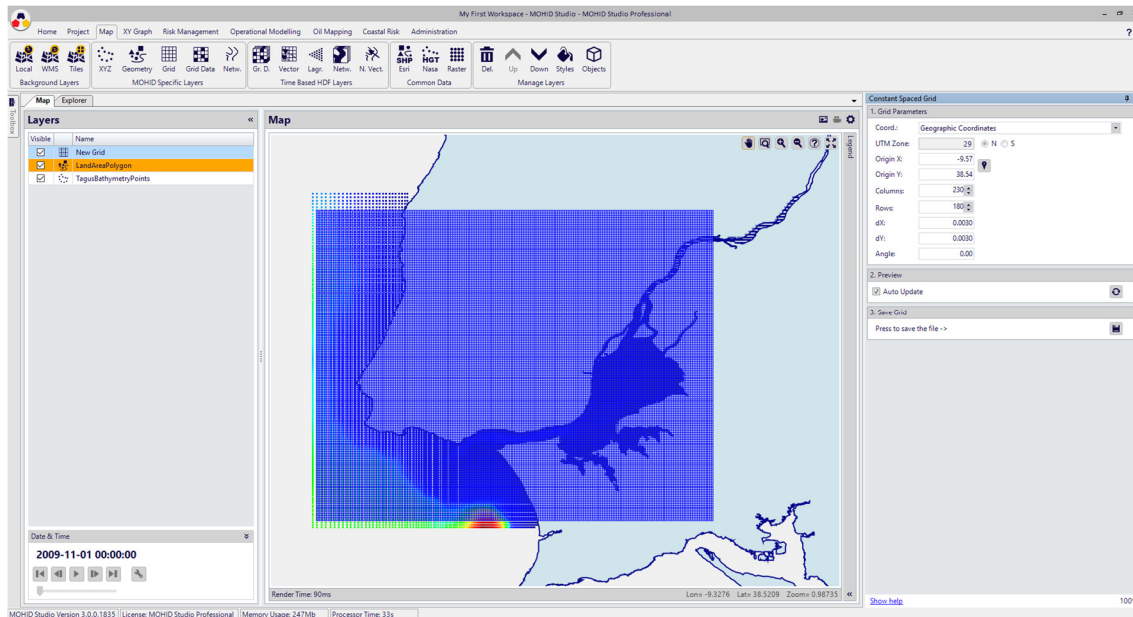 My First Workspace - MOHID Studio - MOHID Studio Professional
Home Project Map XY Graph Risk Management Operational Modelling Oil Mapping Coastal Risk Administration ?
SHP HGT
Local WMS Tiles XYZ Geometry Grid Grid Data Netw. Gr. D. Vector Lagr. Netw. N. Vect. Esri Nasa Raster Del. Up Down Styles Objects
Background Layers MOHID Specific Layers Time Based HDF Layers Common Data Manage Layers
Toolbox
Map Explorer
Layers «
Visible Name
New Grid
LandAreaPolygon
TagusBathymetryPoints
Date & Time
2009-11-01 00:00:00
Map
Legend
Render Time: 90ms Lon= -9.3276 Lat= 38.5209 Zoom= 0.98735 «
Constant Spaced Grid
1. Grid Parameters
Coord.: Geographic Coordinates
UTM Zone: 29 N S
Origin X: -9.57
Origin Y: 38.54
Columns: 230
Rows: 180
dX: 0.0030
dY: 0.0030
Angle: 0.00
2. Preview
Auto Update
3. Save Grid
Press to save the file ->
Show help 100%
MOHID Studio Version 3.0.0.1835 License: MOHID Studio Professional Memory Usage: 247Mb Processor Time: 33s